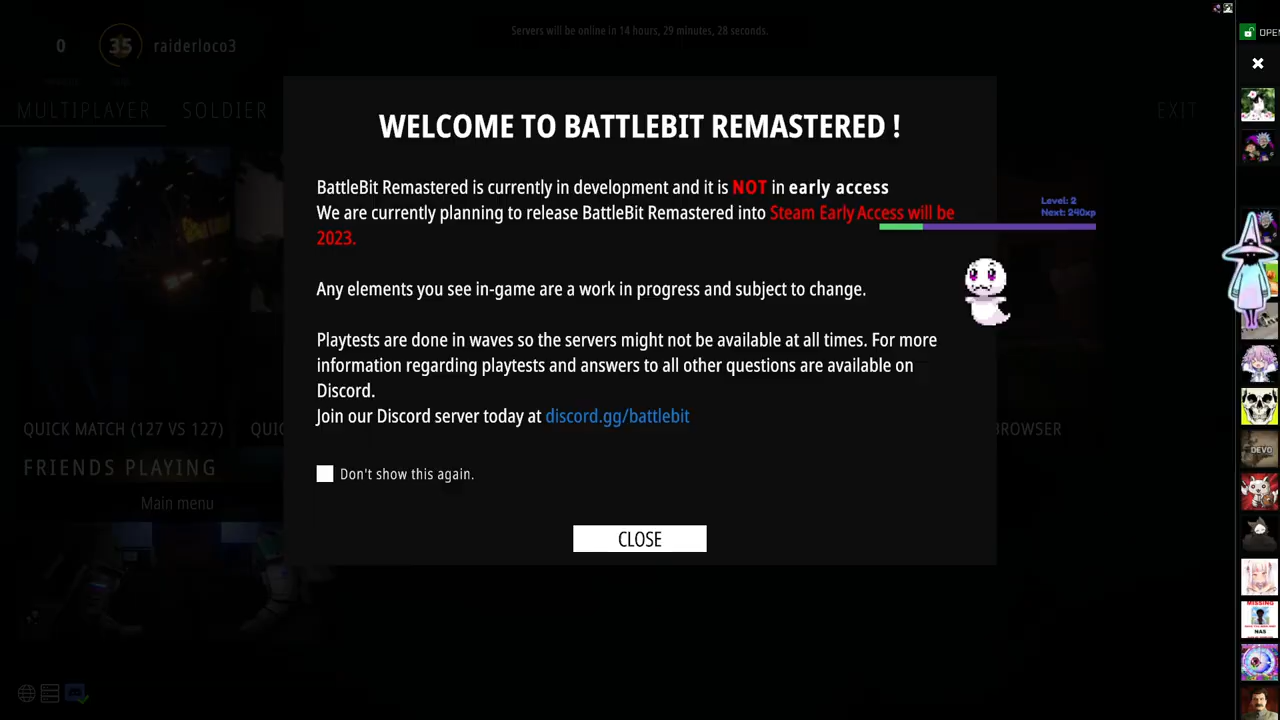 Servers will be online in 14 hours, 29 minutes, 28 seconds.
OPEN
0
35
raiderloco3
MULTIPLAYER
SOLDIER
EXIT
WELCOME TO BATTLEBIT REMASTERED !
BattleBit Remastered is currently in development and it is NOT in early access
We are currently planning to release BattleBit Remastered into Steam Early Access will be
2023.
Level: 2
Next: 240xp
Any elements you see in-game are a work in progress and subject to change.
Playtests are done in waves so the servers might not be available at all times. For more
information regarding playtests and answers to all other questions are available on
Discord.
Join our Discord server today at discord.gg/battlebit
QUICK MATCH (127 VS 127)
QUIC
BROWSER
FRIENDS PLAYING
Don't show this again.
Main menu
CLOSE
DEVO
MISSING
NAS